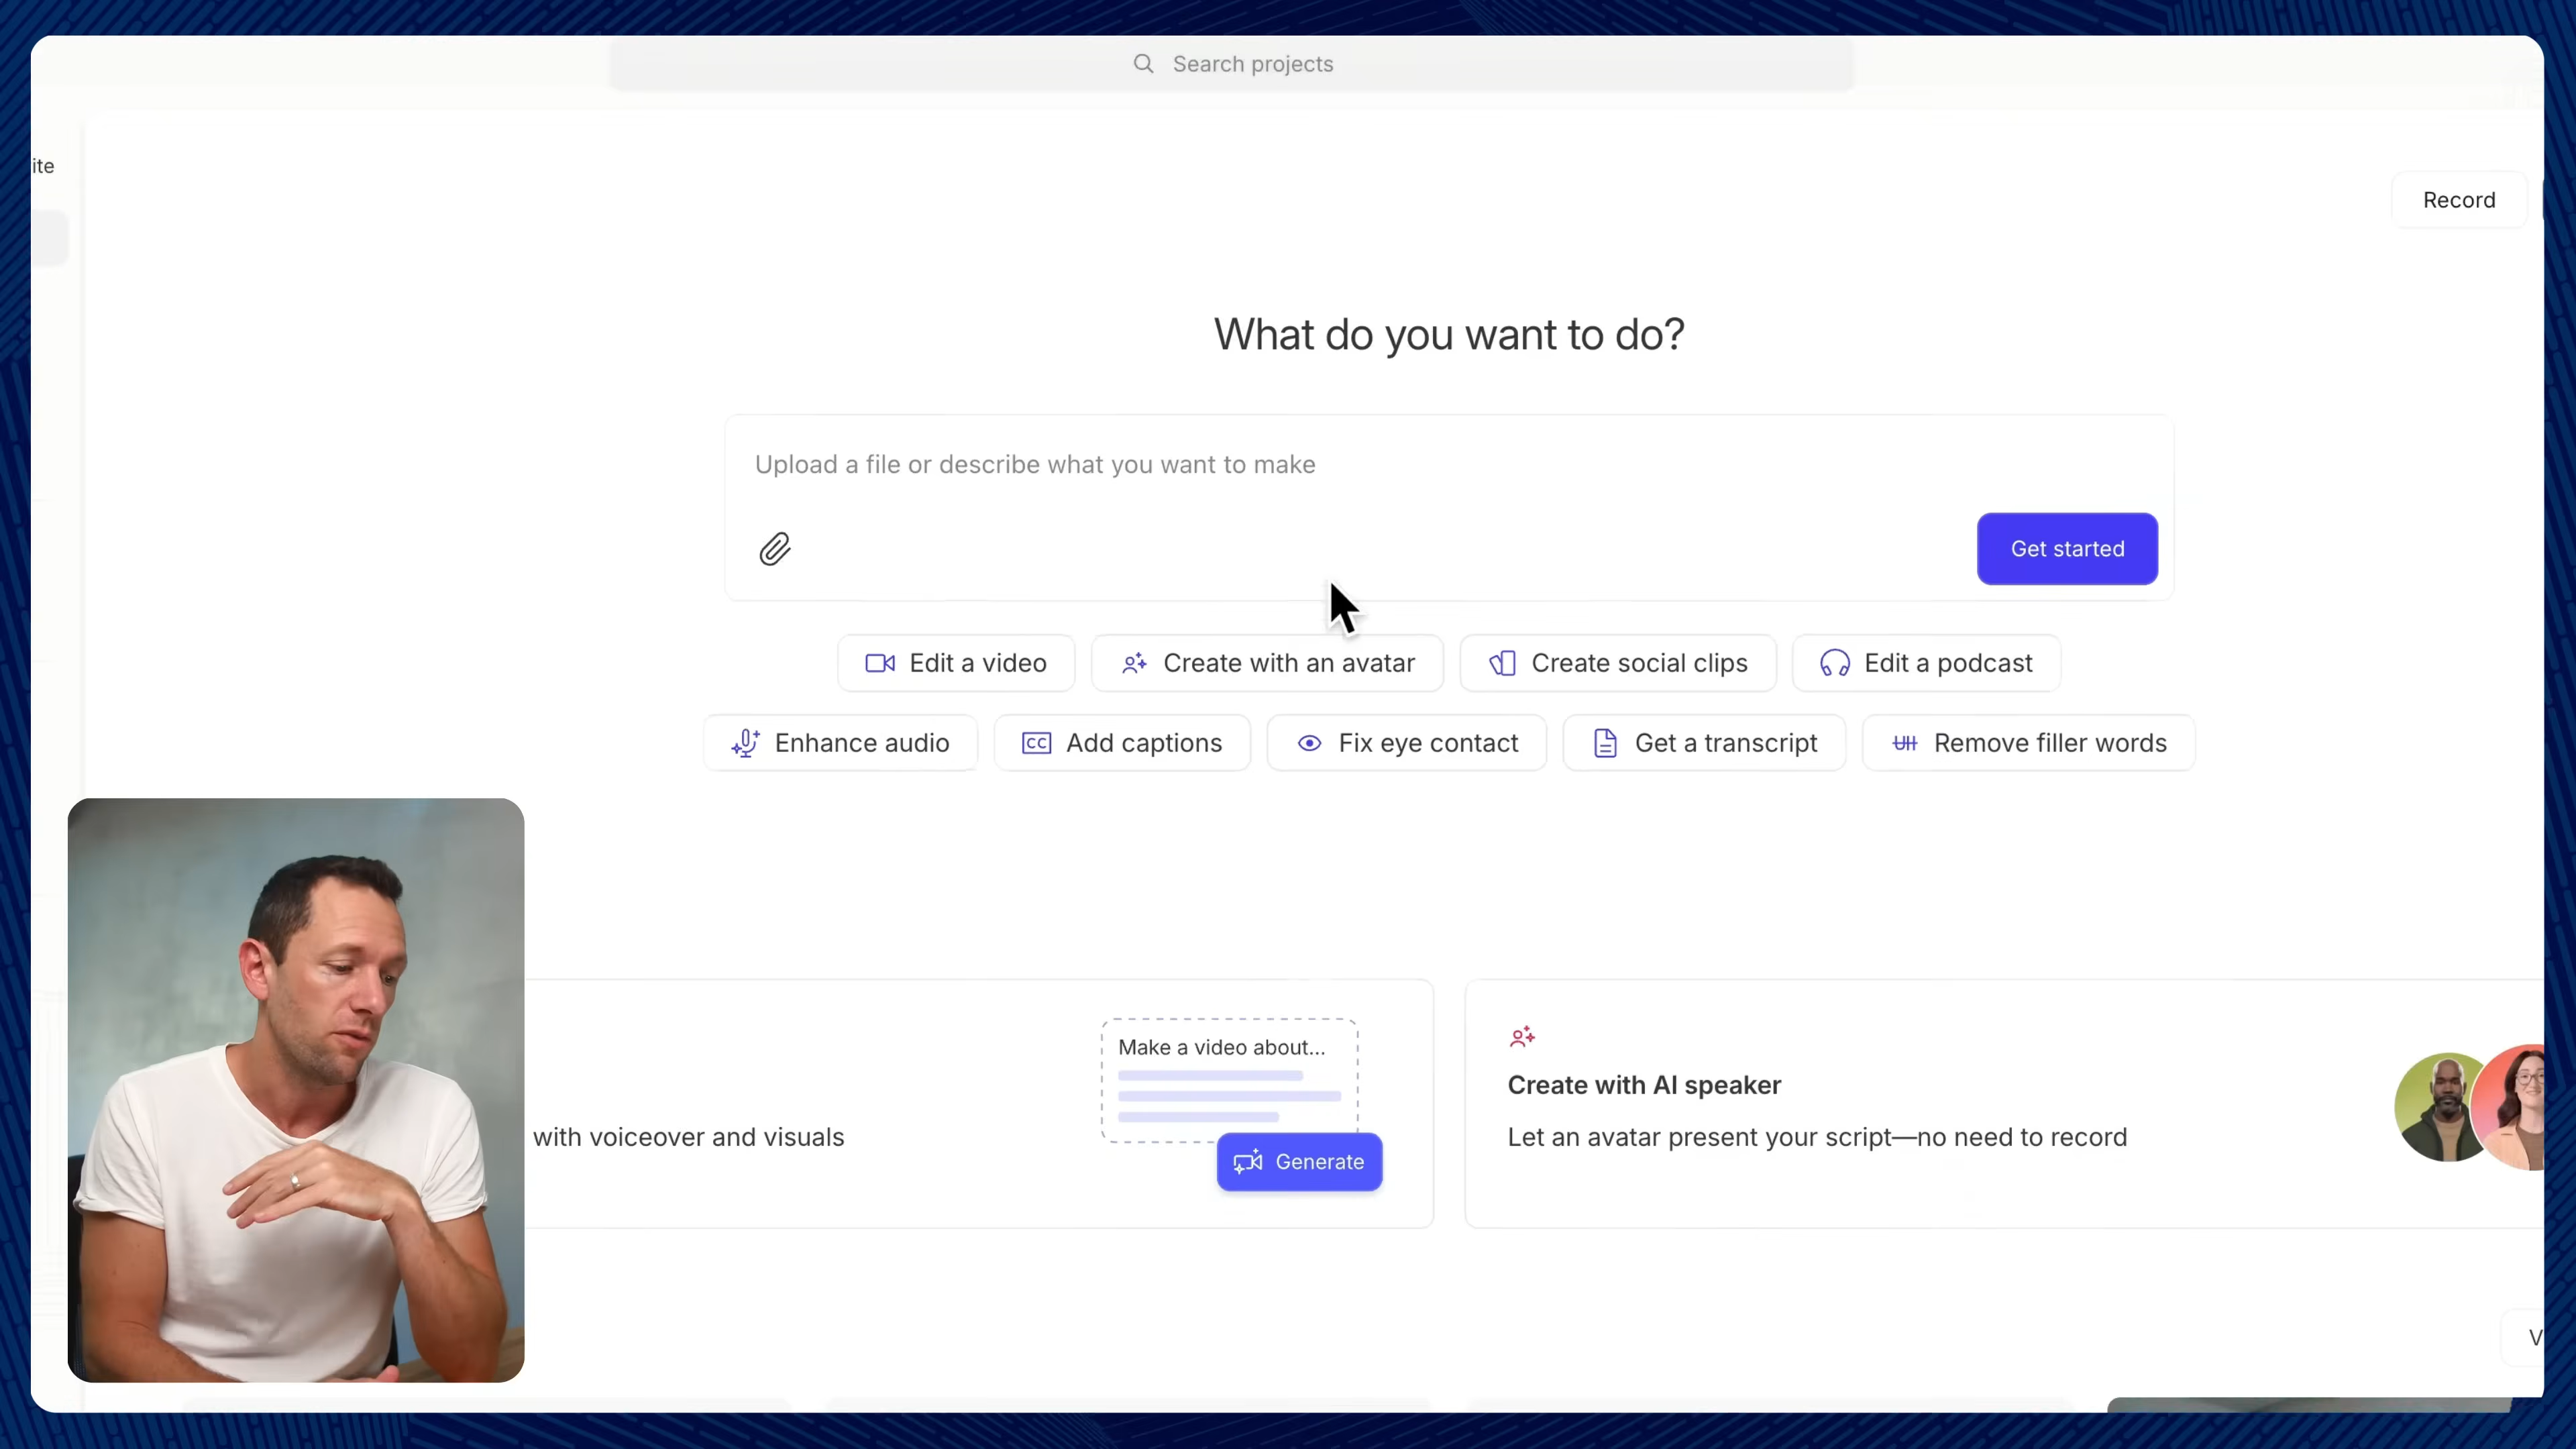 Search projects
ite
Record
What do you want to do?
Upload a file or describe what you want to make
Get started
Edit a video
Create with an avatar
Create social clips
Edit a podcast
Enhance audio
CC
Add captions
Fix eye contact
Get a transcript
UH
Remove filler words
Make a video about...
Generate
with voiceover and visuals
Create with AI speaker
Let an avatar present your script—no need to record
V